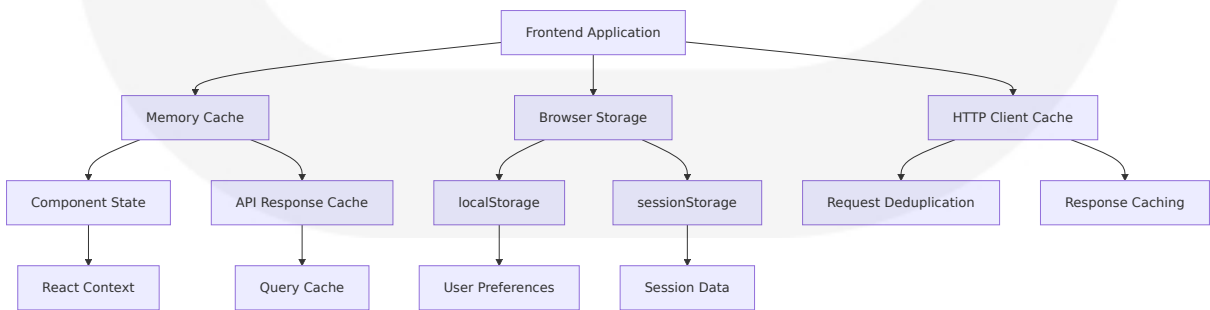 Frontend Application
Memory Cache
Browser Storage
HTTP Client Cache
Component State
API Response Cache
localStorage
sessionStorage
Request Deduplication
Response Caching
React Context
Query Cache
User Preferences
Session Data